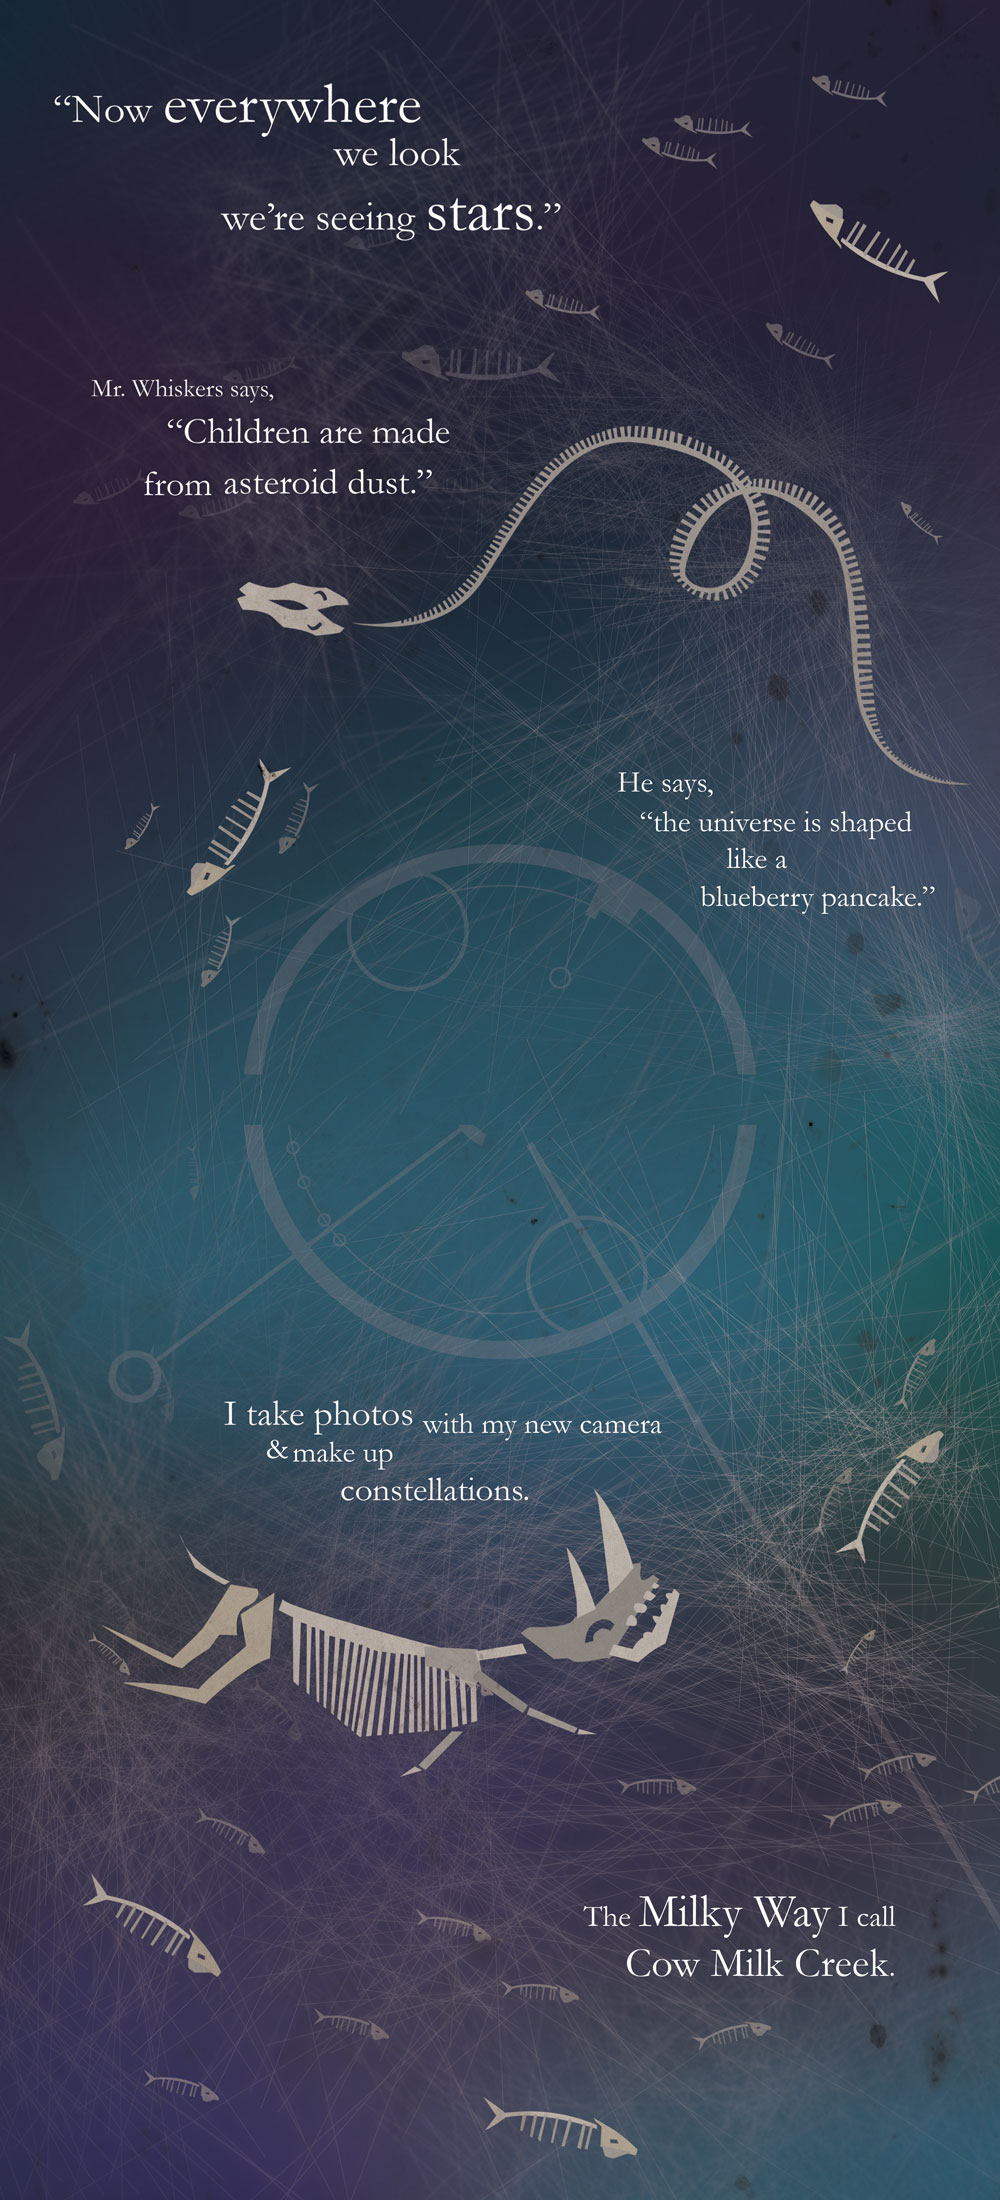 “Now everywhere
we look
we’re seeing stars.”
Mr. Whiskers says,
“Children are made
from asteroid dust.”
He says,
“the universe is shaped
like a
blueberry pancake.”
I take photos with my new camera
& make up
constellations.
The Milky Way I call
Cow Milk Creek.